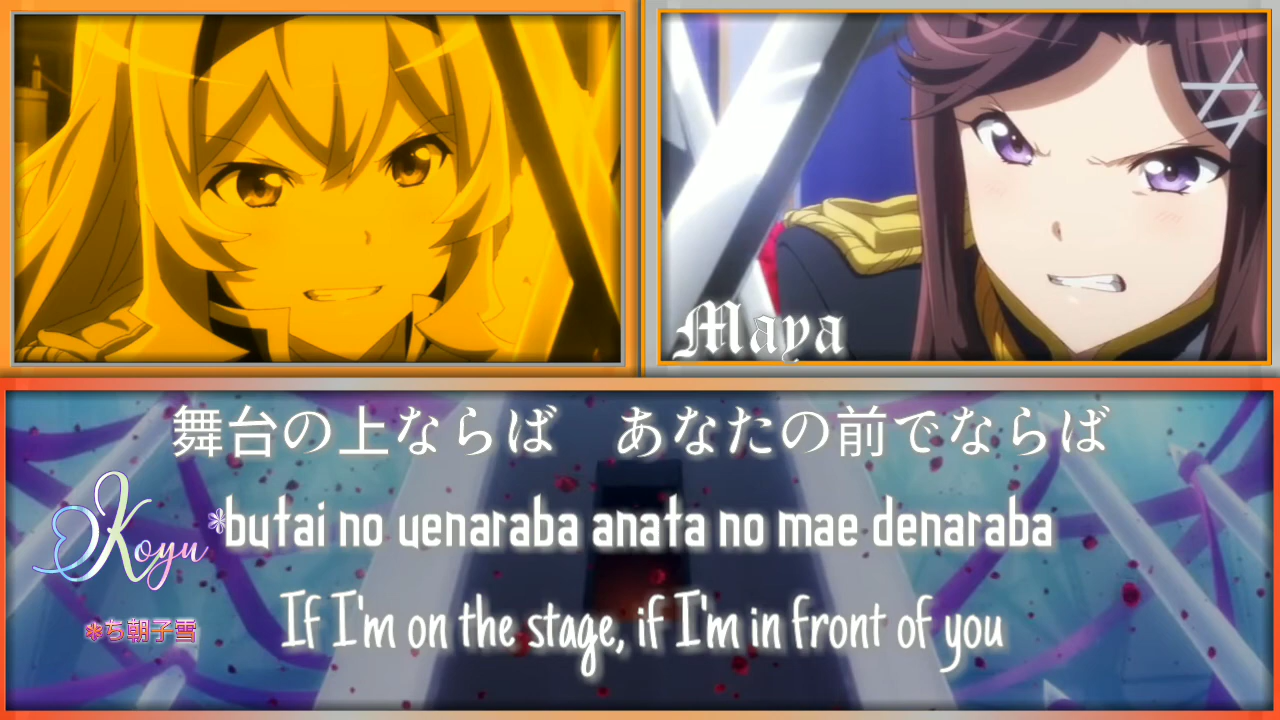 Maya
舞台の上ならば　あなたの前でならば
*butai no uenaraba anata no mae denaraba
Koyu
If I'm on the stage, if I'm in front of you
*ち朝子雪